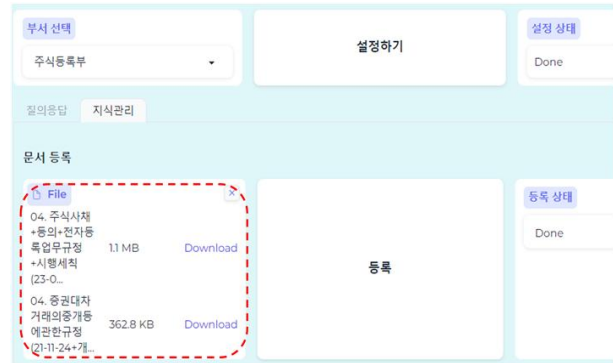 부서 선택
주식등록부
설정하기
설정 상태
Done
질의응답
지식관리
문서 등록
File
04. 주식사채
+등의+전자등
록업무규정
+시행세칙
(23-0...
1.1 MB
Download
04. 증권대차
거래의중개등
에관한규정
(21-11-24+개...
362.8 KB
Download
등록
등록 상태
Done